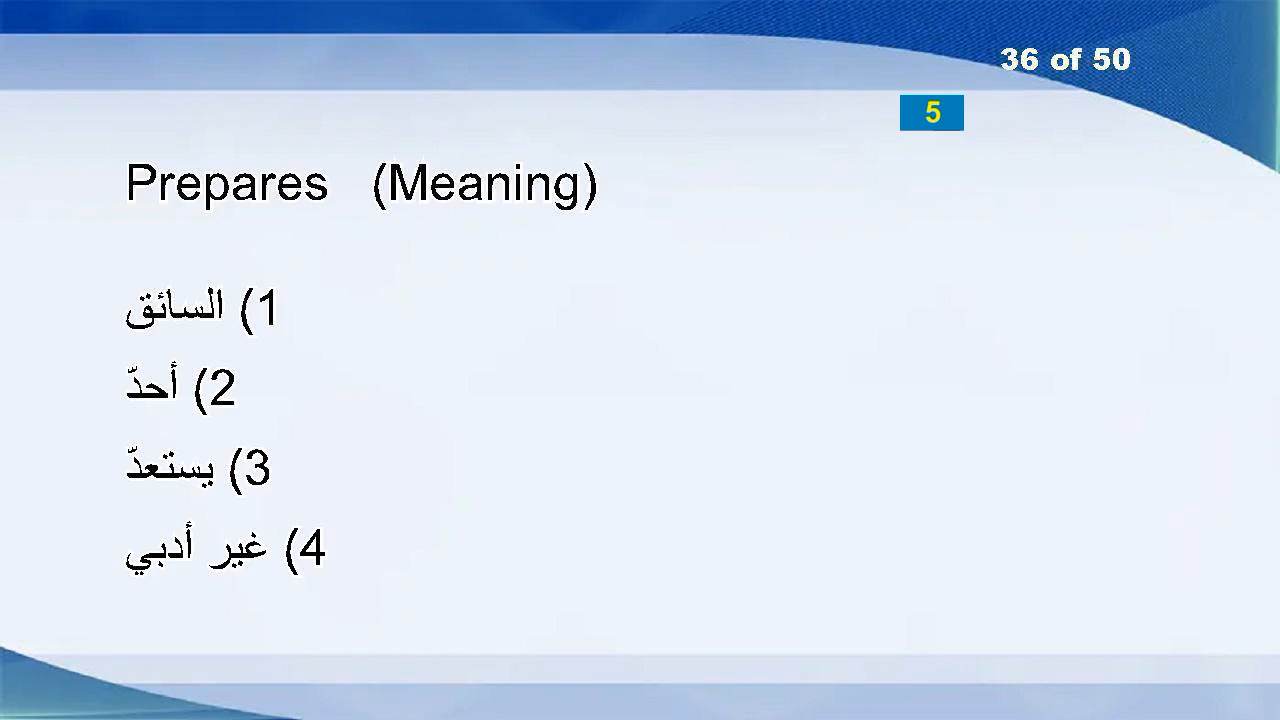 36 of 50
5
Prepares (Meaning)
1) السائق
2) أحدّ
3) يستعدّ
4) غير أدبي